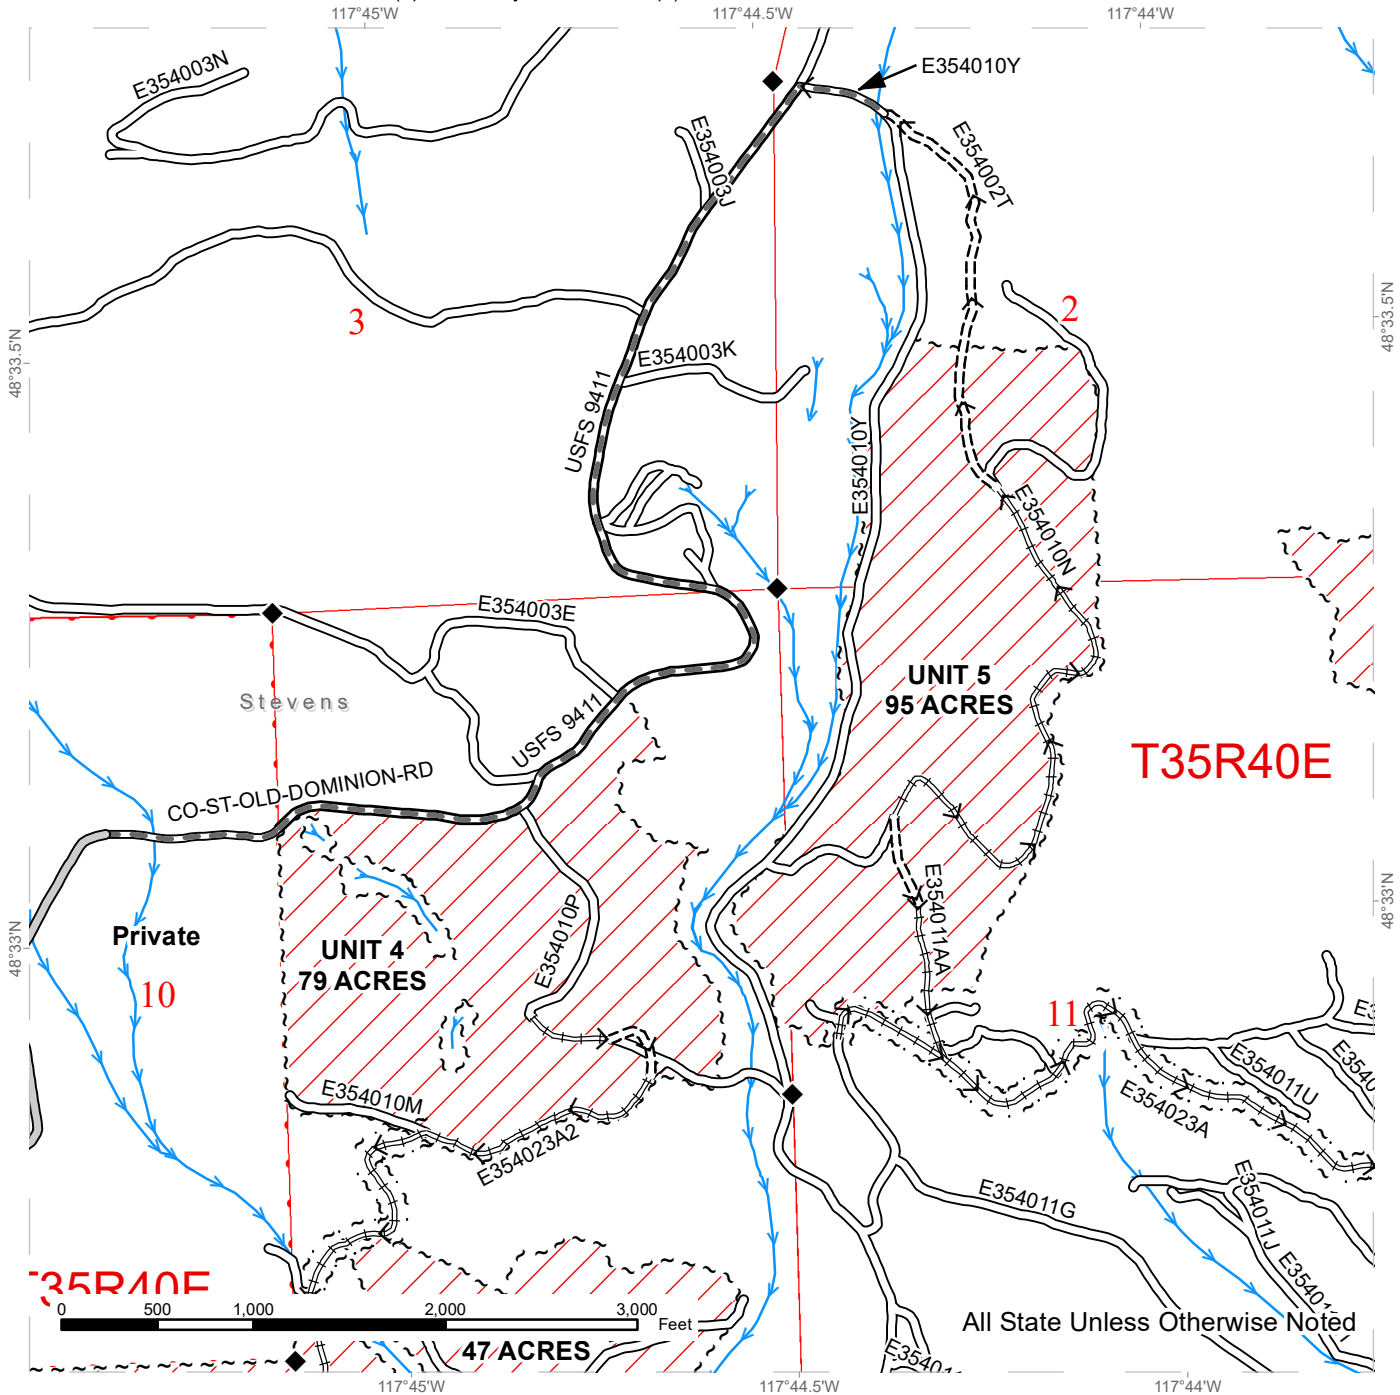 117°45'W
117°44.5'W
117°44'W
E354003N
E354010Y
E354003J
E354002T
3
2
48°33.5'N
48°33.5'N
E354003K
USFS 9411
E354010Y
E354010N
E354003E
Stevens
UNIT 5
95 ACRES
USFS 9411
T35R40E
CO-ST-OLD-DOMINION-RD
E354010P
E354011AA
Private
UNIT 4
79 ACRES
48°33'N
48°33'N
10
11
E354011U
E354010M
E354023A2
E354023A
E354011G
E354011J
T35R40E
0
500
1,000
2,000
3,000
Feet
All State Unless Otherwise Noted
47 ACRES
117°45'W
117°44.5'W
117°44'W